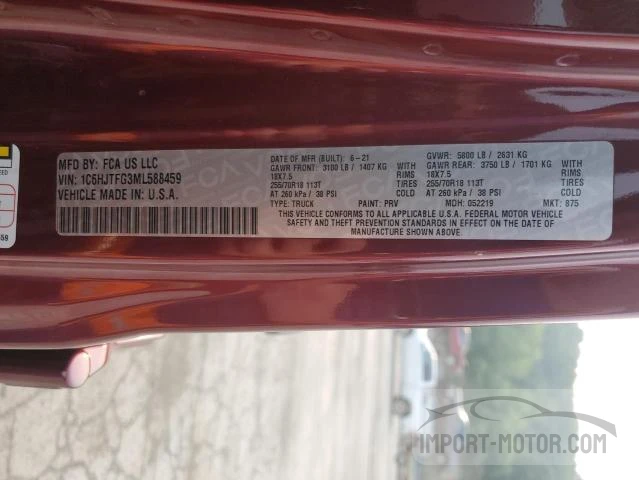 MFD BY: FCA US LLC
VIN: 1C6HJTFG3ML588459
VEHICLE MADE IN: U.S.A.
DATE OF MFR (BUILT): 6-21
GAWR FRONT: 3100 LB / 1407 KG
18X7.5
255/70R18 113T
AT 260 kPa / 38 PSI
TYPE: TRUCK
WITH
RIMS
TIRES
COLD
PAINT: PRV
GVWR: 5800 LB / 2631 KG
GAWR REAR: 3750 LB / 1701 KG
18X7.5
255/70R18 113T
AT 260 kPa / 38 PSI
WITH
RIMS
TIRES
COLD
MDH: 052219
MKT: 875
THIS VEHICLE CONFORMS TO ALL APPLICABLE U.S.A. FEDERAL MOTOR VEHICLE
SAFETY AND THEFT PREVENTION STANDARDS IN EFFECT ON THE DATE OF
MANUFACTURE SHOWN ABOVE.
IMPORT-MOTOR.COM